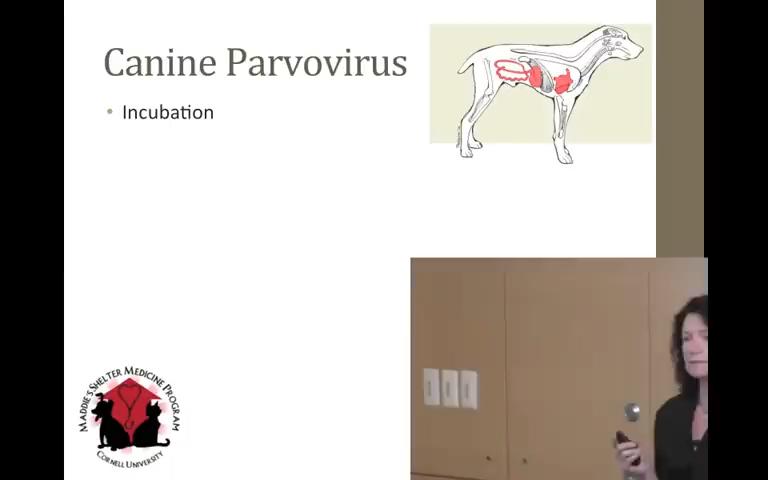 Canine Parvovirus
• Incubation
MADDIE'S SHELTER MEDICINE PROGRAM
CORNELL UNIVERSITY